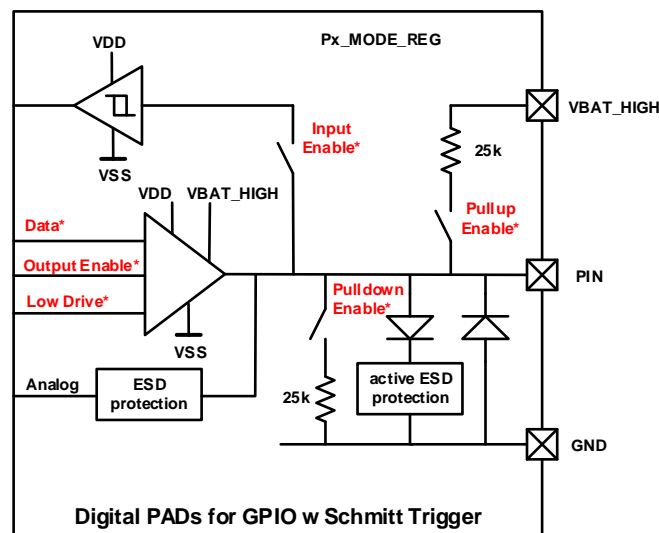 Px_MODE_REG
VDD
VBAT_HIGH
Input
Enable*
25k
VSS
VDD
VBAT_HIGH
Pullup
Enable*
Data*
Output Enable*
PIN
Low Drive*
Pulldown
Enable*
VSS
Analog
ESD
protection
25k
active ESD
protection
GND
Digital PADs for GPIO w Schmitt Trigger